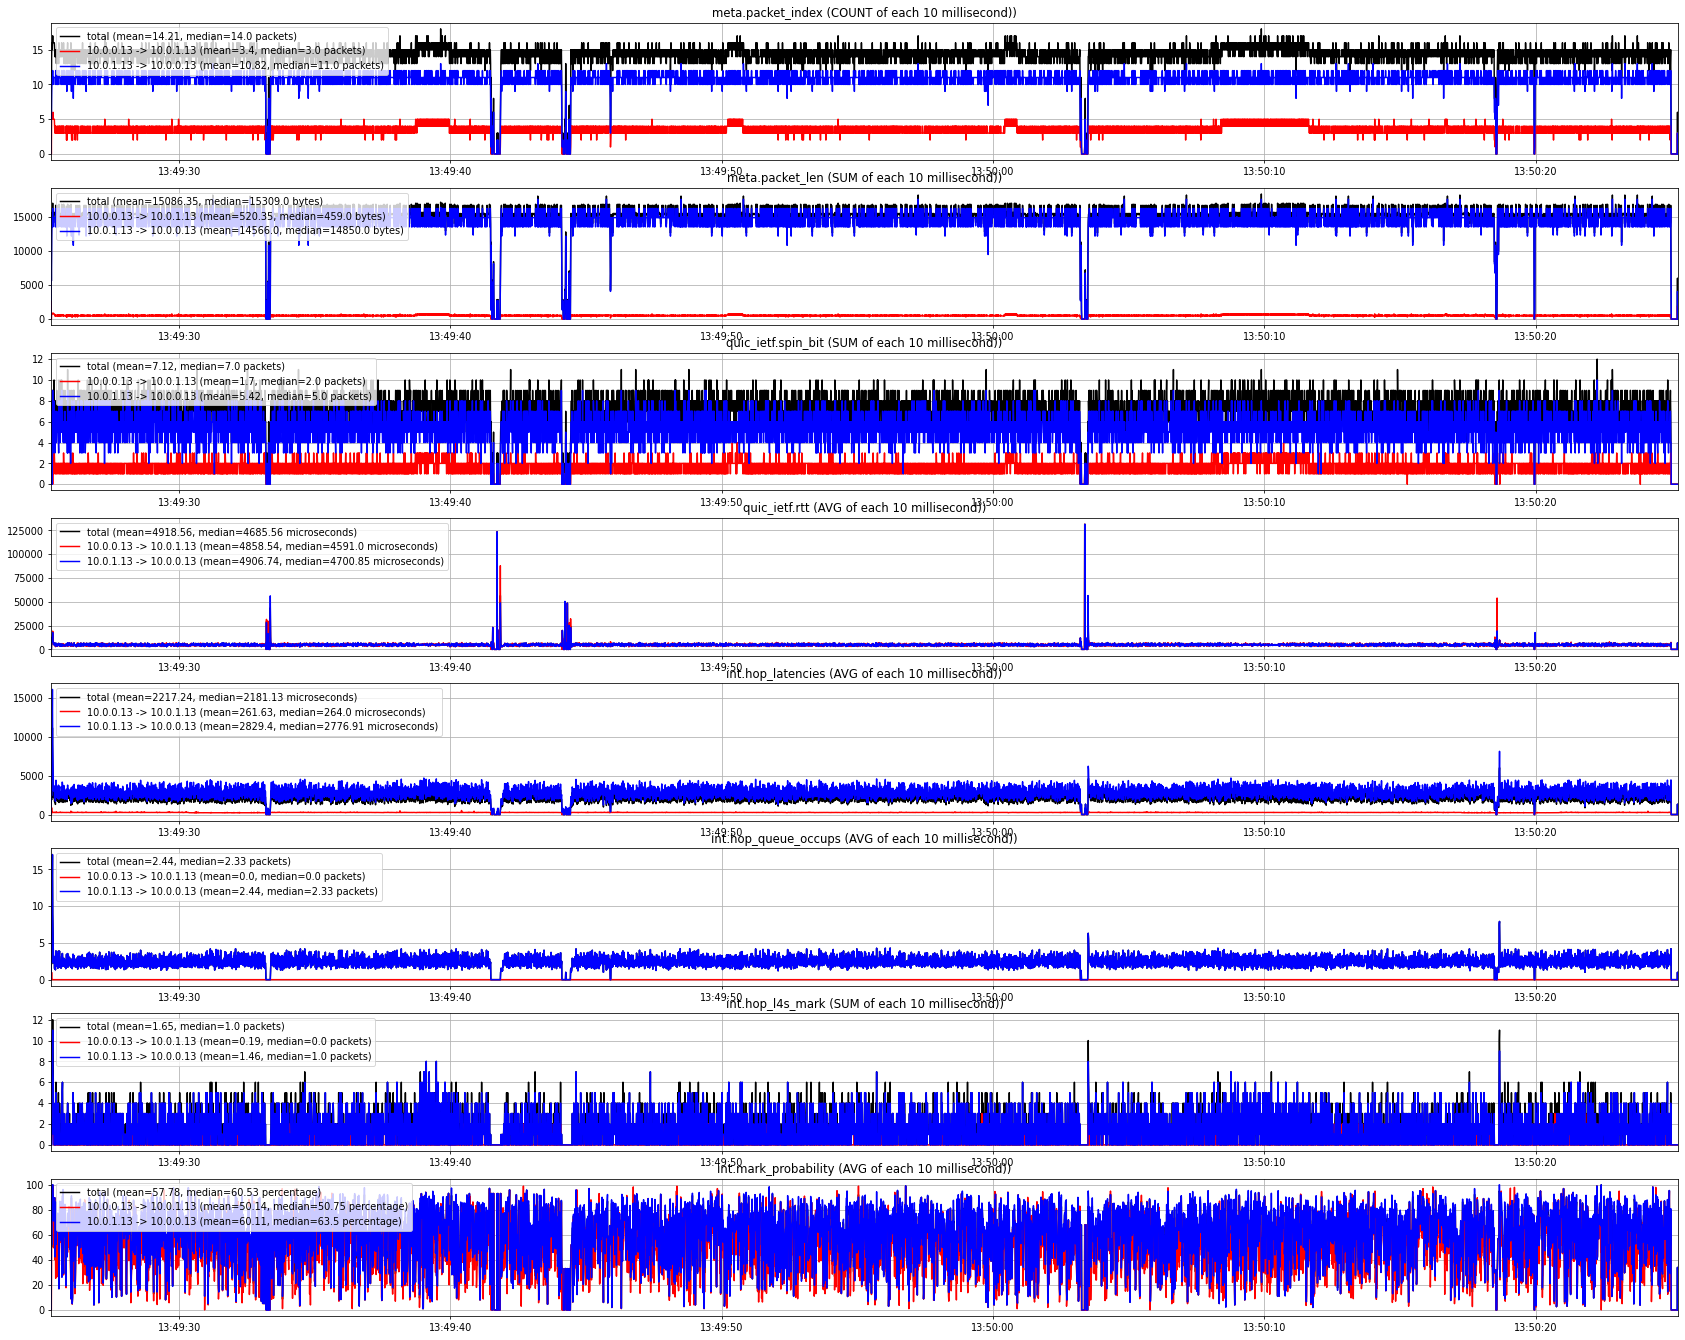 meta.packet_index (COUNT of each 10 millisecond))
total (mean=14.21, median=14.0 packets)
10.0.0.13 -> 10.0.1.13 (mean=3.4, median=3.0 packets)
10.0.1.13 -> 10.0.0.13 (mean=10.82, median=11.0 packets)
15
10
5
0
13:49:30 13:49:40 13:49:50 13:50:00 13:50:10 13:50:20
meta.packet_len (SUM of each 10 millisecond))
total (mean=15086.35, median=15309.0 bytes)
10.0.0.13 -> 10.0.1.13 (mean=520.35, median=459.0 bytes)
10.0.1.13 -> 10.0.0.13 (mean=14566.0, median=14850.0 bytes)
15000
10000
5000
0
13:49:30 13:49:40 13:49:50 13:50:00 13:50:10 13:50:20
quic_ietf.spin_bit (SUM of each 10 millisecond))
total (mean=7.12, median=7.0 packets)
10.0.0.13 -> 10.0.1.13 (mean=1.7, median=2.0 packets)
10.0.1.13 -> 10.0.0.13 (mean=5.42, median=5.0 packets)
12
10
8
6
4
2
0
13:49:30 13:49:40 13:49:50 13:50:00 13:50:10 13:50:20
quic_ietf.rtt (AVG of each 10 millisecond))
total (mean=4918.56, median=4685.56 microseconds)
10.0.0.13 -> 10.0.1.13 (mean=4858.54, median=4591.0 microseconds)
10.0.1.13 -> 10.0.0.13 (mean=4906.74, median=4700.85 microseconds)
125000
100000
75000
50000
25000
0
13:49:30 13:49:40 13:49:50 13:50:00 13:50:10 13:50:20
int.hop_latencies (AVG of each 10 millisecond))
total (mean=2217.24, median=2181.13 microseconds)
10.0.0.13 -> 10.0.1.13 (mean=261.63, median=264.0 microseconds)
10.0.1.13 -> 10.0.0.13 (mean=2829.4, median=2776.91 microseconds)
15000
10000
5000
0
13:49:30 13:49:40 13:49:50 13:50:00 13:50:10 13:50:20
int.hop_queue_occups (AVG of each 10 millisecond))
total (mean=2.44, median=2.33 packets)
10.0.0.13 -> 10.0.1.13 (mean=0.0, median=0.0 packets)
10.0.1.13 -> 10.0.0.13 (mean=2.44, median=2.33 packets)
15
10
5
0
13:49:30 13:49:40 13:49:50 13:50:00 13:50:10 13:50:20
int.hop_l4s_mark (SUM of each 10 millisecond))
total (mean=1.65, median=1.0 packets)
10.0.0.13 -> 10.0.1.13 (mean=0.19, median=0.0 packets)
10.0.1.13 -> 10.0.0.13 (mean=1.46, median=1.0 packets)
12
10
8
6
4
2
0
13:49:30 13:49:40 13:49:50 13:50:00 13:50:10 13:50:20
int.mark_probability (AVG of each 10 millisecond))
total (mean=57.78, median=60.53 percentage)
10.0.0.13 -> 10.0.1.13 (mean=50.14, median=50.75 percentage)
10.0.1.13 -> 10.0.0.13 (mean=60.11, median=63.5 percentage)
100
80
60
40
20
0
13:49:30 13:49:40 13:49:50 13:50:00 13:50:10 13:50:20